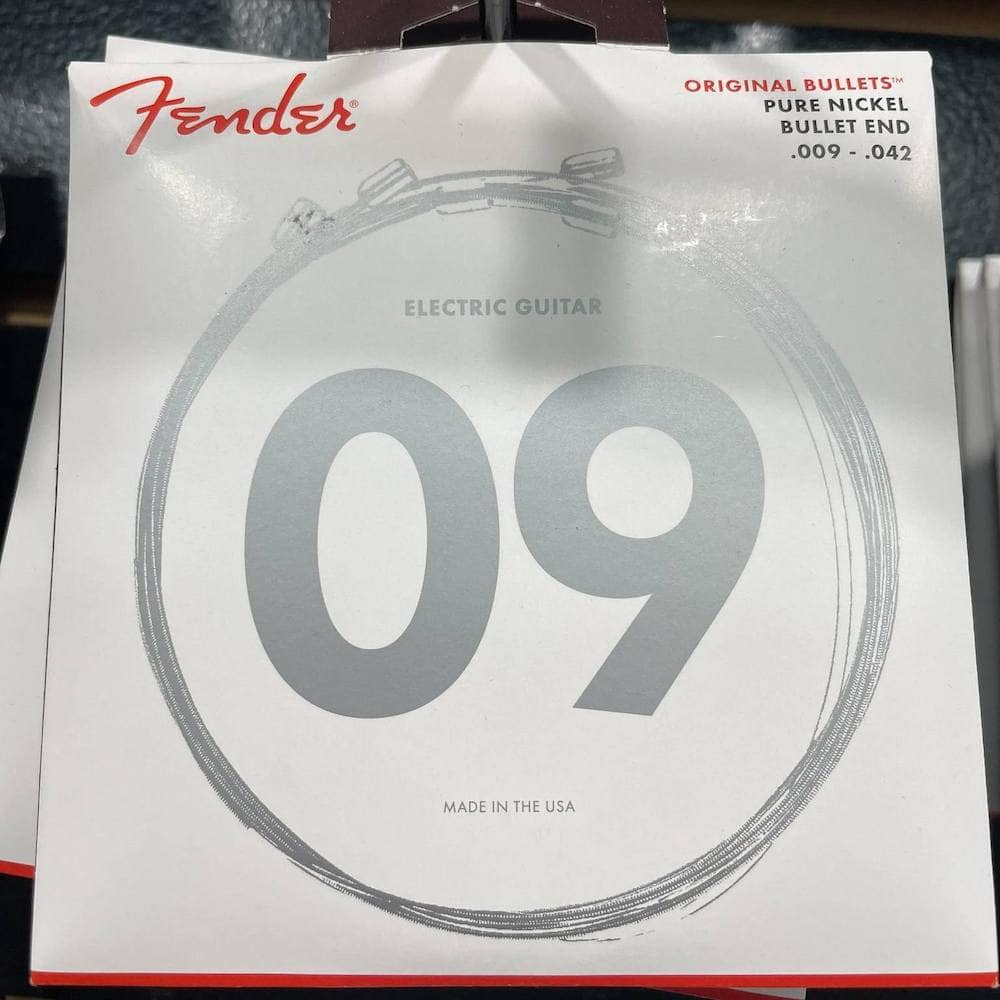 Fender®
ORIGINAL BULLETS™
PURE NICKEL
BULLET END
.009 - .042
ELECTRIC GUITAR
09
MADE IN THE USA